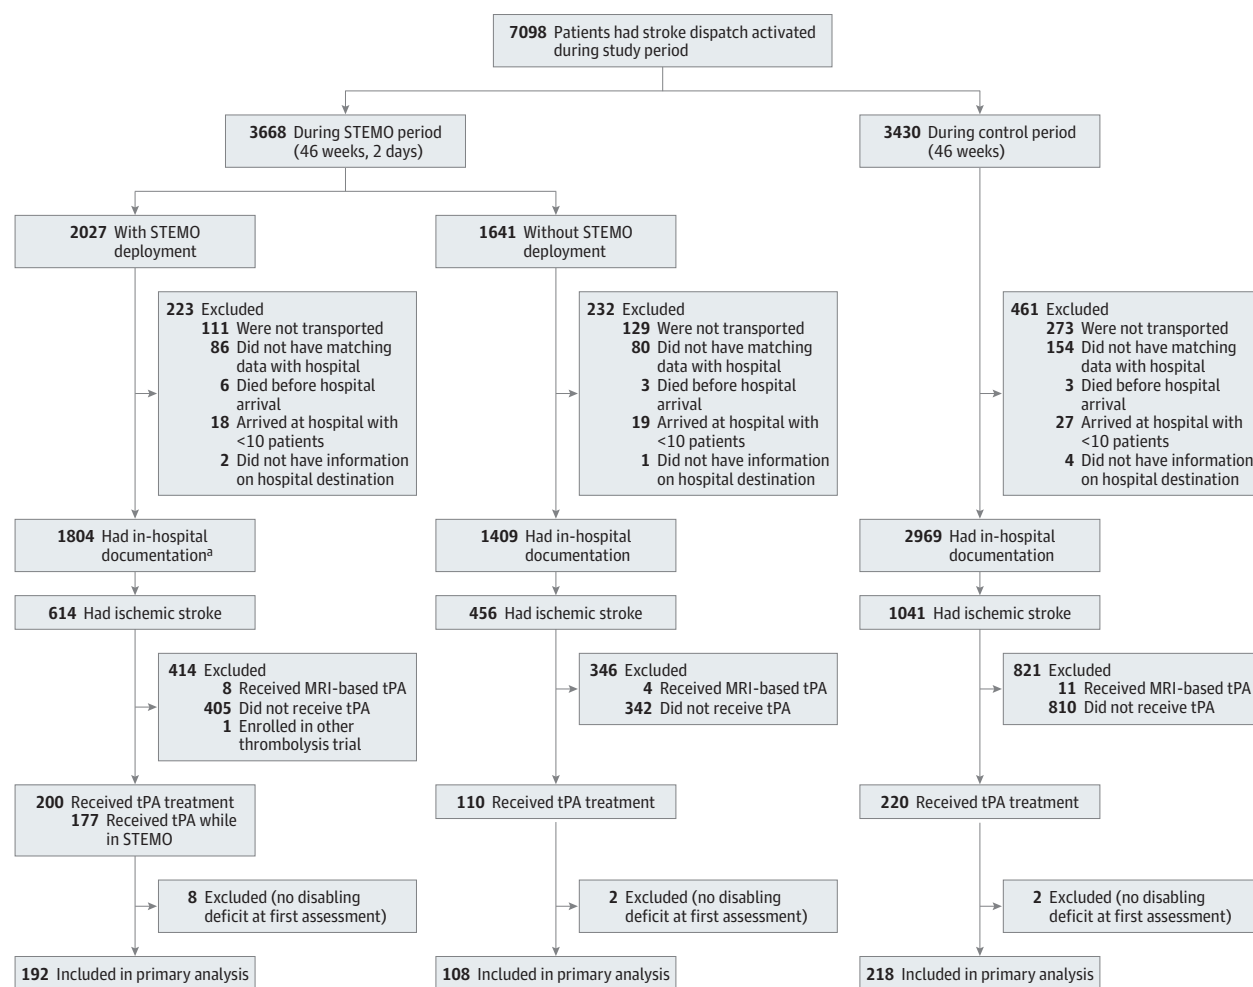 7098 Patients had stroke dispatch activated
during study period
3668 During STEMO period
(46 weeks, 2 days)
3430 During control period
(46 weeks)
2027 With STEMO
deployment
1641 Without STEMO
deployment
223 Excluded
111 Were not transported
86 Did not have matching
data with hospital
6 Died before hospital
arrival
18 Arrived at hospital with
<10 patients
2 Did not have information
on hospital destination
232 Excluded
129 Were not transported
80 Did not have matching
data with hospital
3 Died before hospital
arrival
19 Arrived at hospital with
<10 patients
1 Did not have information
on hospital destination
461 Excluded
273 Were not transported
154 Did not have matching
data with hospital
3 Died before hospital
arrival
27 Arrived at hospital with
<10 patients
4 Did not have information
on hospital destination
1804 Had in-hospital
documentationa
1409 Had in-hospital
documentation
2969 Had in-hospital
documentation
614 Had ischemic stroke
456 Had ischemic stroke
1041 Had ischemic stroke
414 Excluded
8 Received MRI-based tPA
405 Did not receive tPA
1 Enrolled in other
thrombolysis trial
346 Excluded
4 Received MRI-based tPA
342 Did not receive tPA
821 Excluded
11 Received MRI-based tPA
810 Did not receive tPA
200 Received tPA treatment
177 Received tPA while
in STEMO
110 Received tPA treatment
220 Received tPA treatment
8 Excluded (no disabling
deficit at first assessment)
2 Excluded (no disabling
deficit at first assessment)
2 Excluded (no disabling
deficit at first assessment)
192 Included in primary analysis
108 Included in primary analysis
218 Included in primary analysis